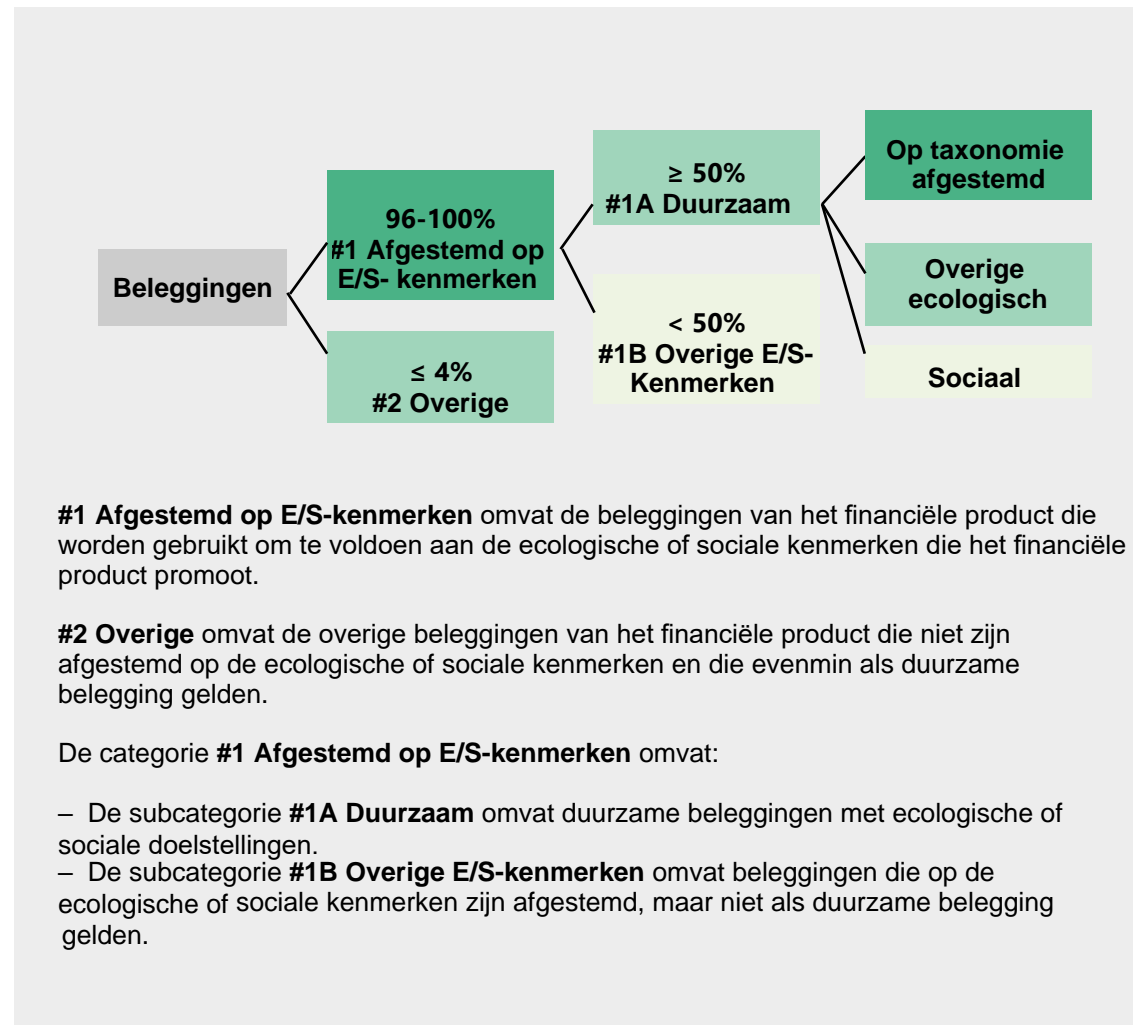 Beleggingen
96-100%
#1 Afgestemd op
E/S- kenmerken
≤ 4%
#2 Overige
≥ 50%
#1A Duurzaam
< 50%
#1B Overige E/S-
Kenmerken
Op taxonomie
afgestemd
Overige
ecologisch
Sociaal
#1 Afgestemd op E/S-kenmerken omvat de beleggingen van het financiële product die
worden gebruikt om te voldoen aan de ecologische of sociale kenmerken die het financiële
product promoot.
#2 Overige omvat de overige beleggingen van het financiële product die niet zijn
afgestemd op de ecologische of sociale kenmerken en die evenmin als duurzame
belegging gelden.
De categorie #1 Afgestemd op E/S-kenmerken omvat:
– De subcategorie #1A Duurzaam omvat duurzame beleggingen met ecologische of
sociale doelstellingen.
– De subcategorie #1B Overige E/S-kenmerken omvat beleggingen die op de
ecologische of sociale kenmerken zijn afgestemd, maar niet als duurzame belegging
gelden.